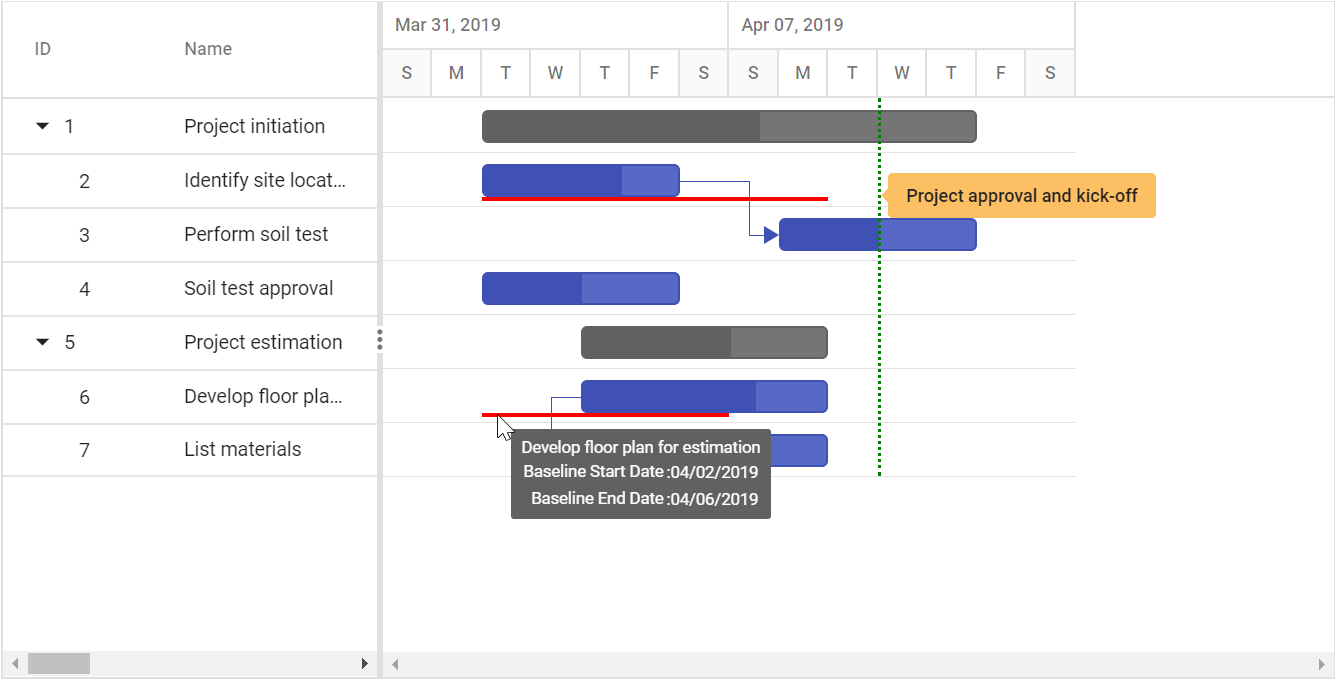 ID Name
Mar 31, 2019 Apr 07, 2019
S M T W T F S S M T W T F S
1 Project initiation
2 Identify site locat...
Project approval and kick-off
3 Perform soil test
4 Soil test approval
5 Project estimation
6 Develop floor pla...
7 List materials
Develop floor plan for estimation
Baseline Start Date :04/02/2019
Baseline End Date :04/06/2019